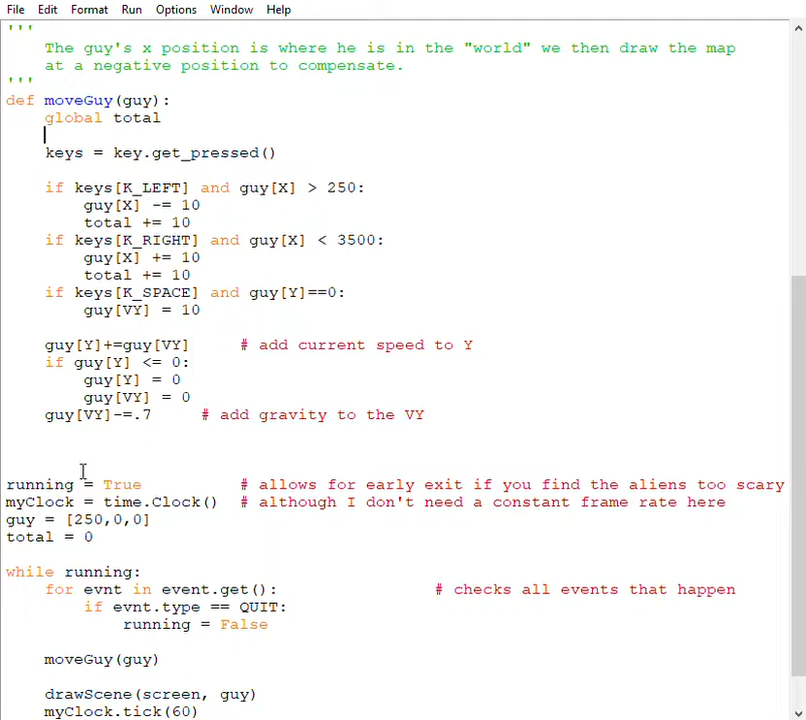 File Edit Format Run Options Window Help
'''
The guy's x position is where he is in the "world" we then draw the map
at a negative position to compensate.
'''
def moveGuy(guy):
global total
keys = key.get_pressed()
if keys[K_LEFT] and guy[X] > 250:
guy[X] -= 10
total += 10
if keys[K_RIGHT] and guy[X] < 3500:
guy[X] += 10
total += 10
if keys[K_SPACE] and guy[Y]==0:
guy[VY] = 10
guy[Y]+=guy[VY] # add current speed to Y
if guy[Y] <= 0:
guy[Y] = 0
guy[VY] = 0
guy[VY]-=.7 # add gravity to the VY
running = True # allows for early exit if you find the aliens too scary
myClock = time.Clock() # although I don't need a constant frame rate here
guy = [250,0,0]
total = 0
while running:
for evnt in event.get(): # checks all events that happen
if evnt.type == QUIT:
running = False
moveGuy(guy)
drawScene(screen, guy)
myClock.tick(60)